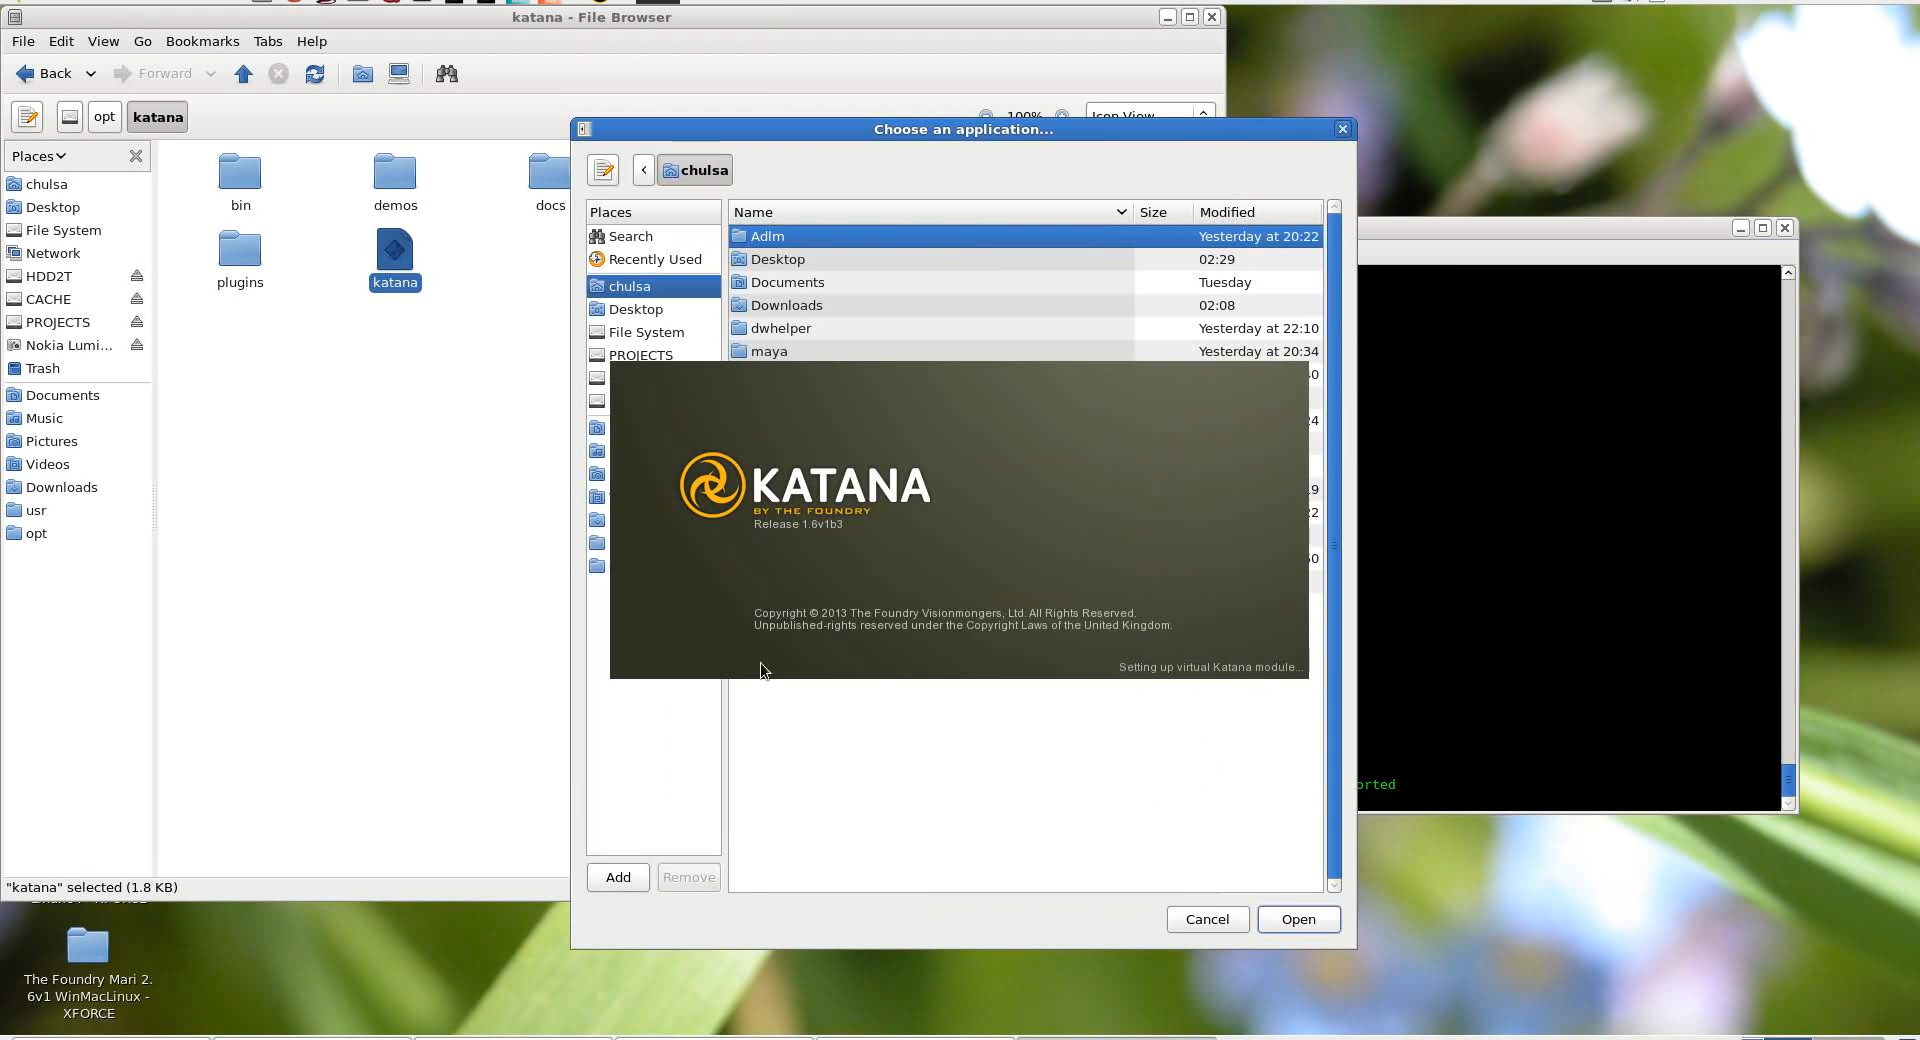 katana - File Browser
File Edit View Go Bookmarks Tabs Help
Back Forward
opt katana
100% Icon View
Places
chulsa
Desktop
File System
Network
HDD2T
CACHE
PROJECTS
Nokia Lumi...
Trash
Documents
Music
Pictures
Videos
Downloads
usr
opt
bin demos docs
plugins katana
"katana" selected (1.8 KB)
Choose an application...
chulsa
Places
Search
Recently Used
chulsa
Desktop
File System
PROJECTS
Add Remove
Name Size Modified
Adlm Yesterday at 20:22
Desktop 02:29
Documents Tuesday
Downloads 02:08
dwhelper Yesterday at 22:10
maya Yesterday at 20:34
KATANA
BY THE FOUNDRY
Release 1.6v1b3
Copyright © 2013 The Foundry Visionmongers, Ltd. All Rights Reserved.
Unpublished-rights reserved under the Copyright Laws of the United Kingdom.
Setting up virtual Katana module...
Cancel Open
orted
The Foundry Mari 2.
6v1 WinMacLinux -
XFORCE